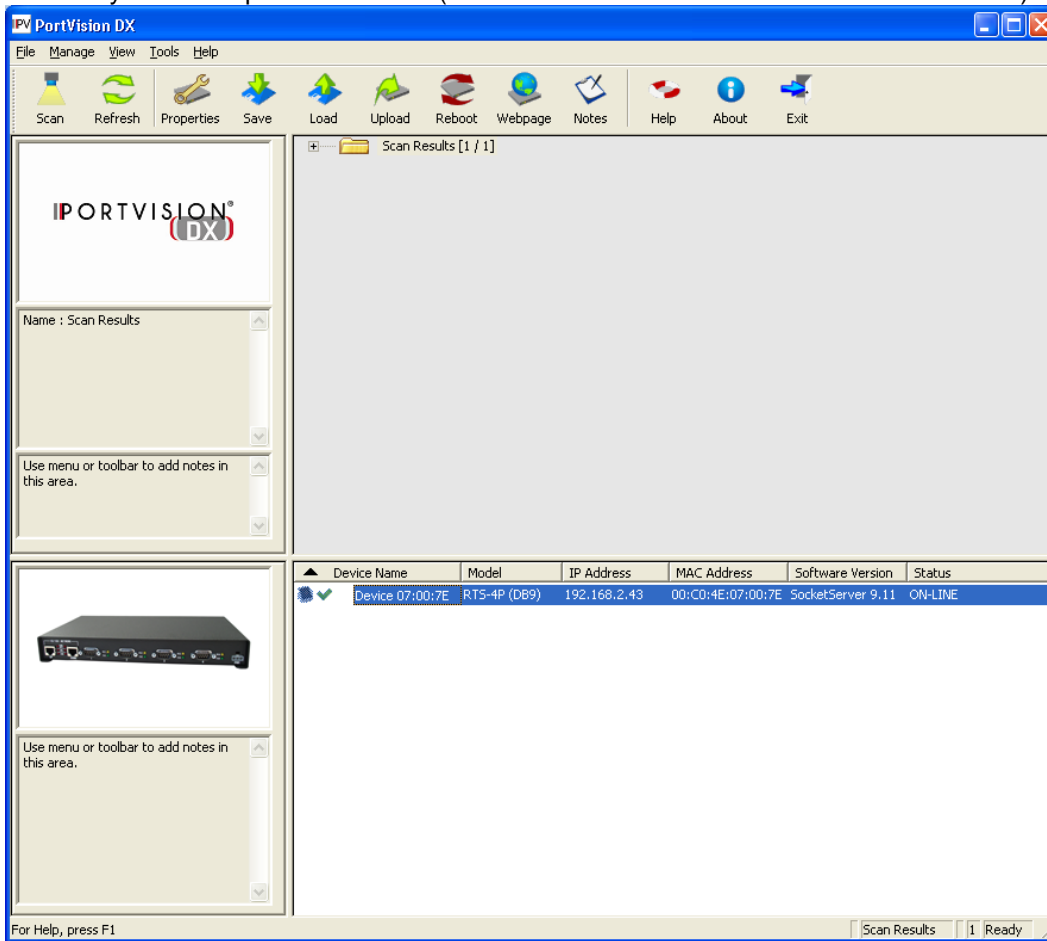 PortVision DX
File Manage View Tools Help
Scan Refresh Properties Save Load Upload Reboot Webpage Notes Help About Exit
Scan Results [1 / 1]
PORTVISION®
(DX)
Name : Scan Results
Use menu or toolbar to add notes in
this area.
Device Name Model IP Address MAC Address Software Version Status
Device 07:00:7E RTS-4P (DB9) 192.168.2.43 00:C0:4E:07:00:7E SocketServer 9.11 ON-LINE
Use menu or toolbar to add notes in
this area.
For Help, press F1 Scan Results 1 Ready